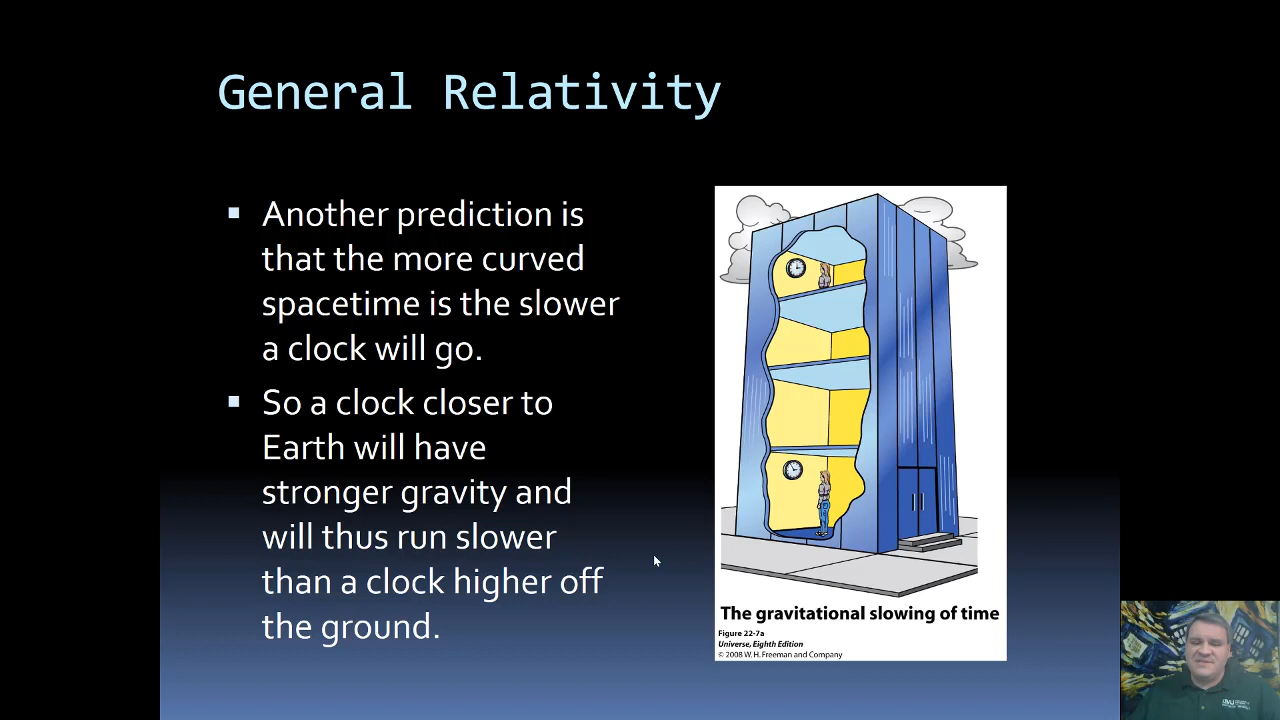 General Relativity
Another prediction is
that the more curved
spacetime is the slower
a clock will go.
So a clock closer to
Earth will have
stronger gravity and
will thus run slower
than a clock higher off
the ground.
The gravitational slowing of time
Figure 22-7a
Universe, Eighth Edition
© 2008 W. H. Freeman and Company